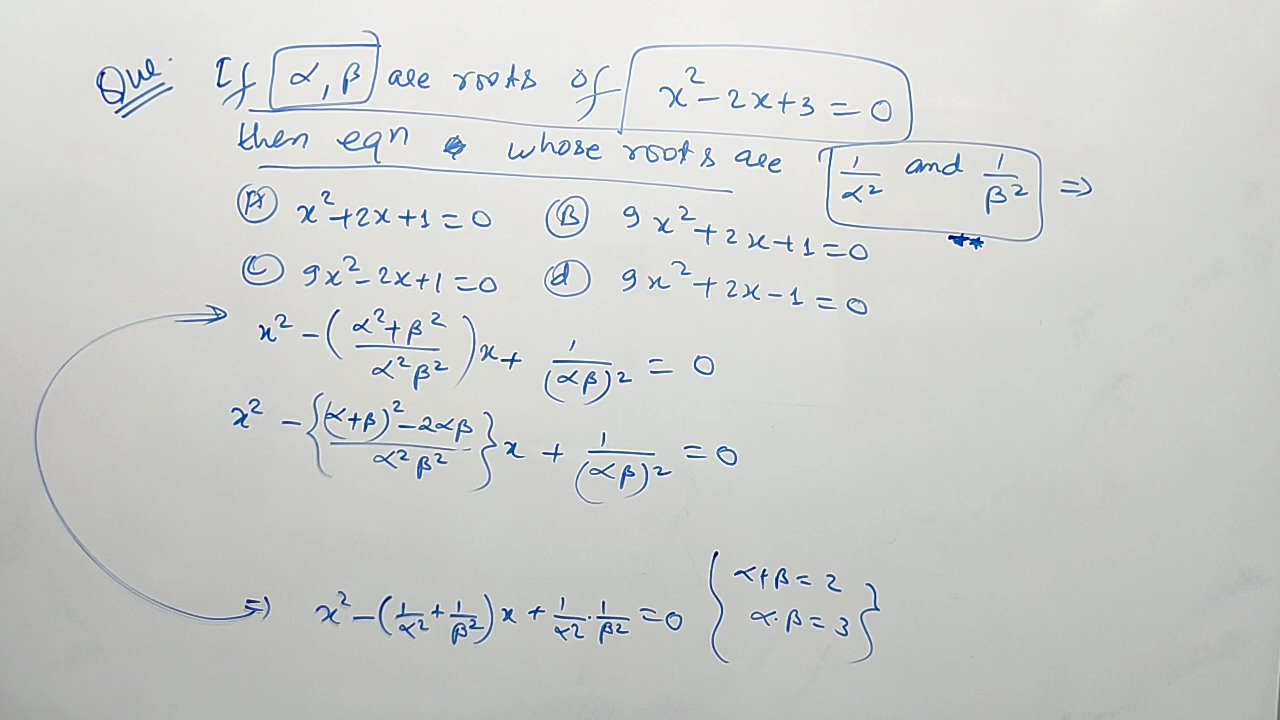 Que. If α, β are roots of x² - 2x + 3 = 0
then eqn whose roots are 1/α² and 1/β² ⇒
(A) x² + 2x + 1 = 0 (B) 9x² + 2x + 1 = 0
(C) 9x² - 2x + 1 = 0 (d) 9x² + 2x - 1 = 0
x² - ((α² + β²)/(α²β²))x + 1/(αβ)² = 0
x² - {((α+β)² - 2αβ)/(α²β²)}x + 1/(αβ)² = 0
⇒ x² - (1/α² + 1/β²)x + 1/α² · 1/β² = 0 { α+β = 2
α·β = 3 }